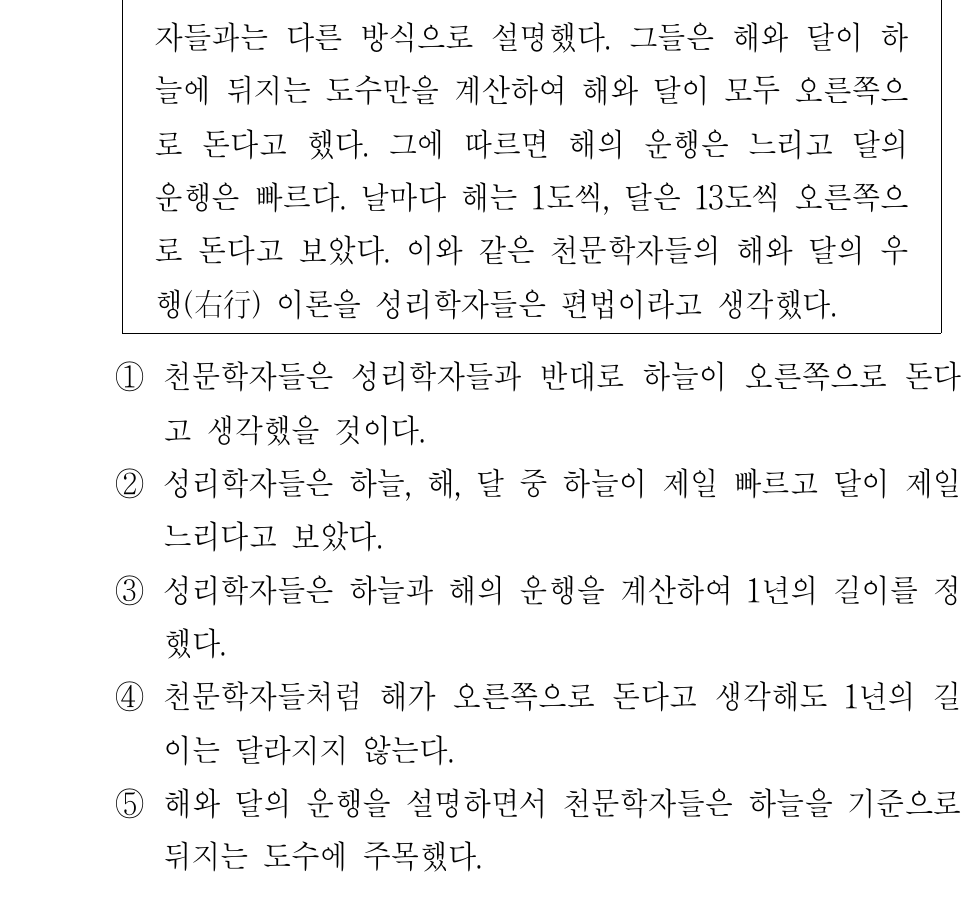 자들과는 다른 방식으로 설명했다. 그들은 해와 달이 하
늘에 뒤지는 도수만을 계산하여 해와 달이 모두 오른쪽으
로 돈다고 했다. 그에 따르면 해의 운행은 느리고 달의
운행은 빠르다. 날마다 해는 1도씩, 달은 13도씩 오른쪽으
로 돈다고 보았다. 이와 같은 천문학자들의 해와 달의 우
행(右行) 이론을 성리학자들은 편법이라고 생각했다.
① 천문학자들은 성리학자들과 반대로 하늘이 오른쪽으로 돈다
고 생각했을 것이다.
② 성리학자들은 하늘, 해, 달 중 하늘이 제일 빠르고 달이 제일
느리다고 보았다.
③ 성리학자들은 하늘과 해의 운행을 계산하여 1년의 길이를 정
했다.
④ 천문학자들처럼 해가 오른쪽으로 돈다고 생각해도 1년의 길
이는 달라지지 않는다.
⑤ 해와 달의 운행을 설명하면서 천문학자들은 하늘을 기준으로
뒤지는 도수에 주목했다.